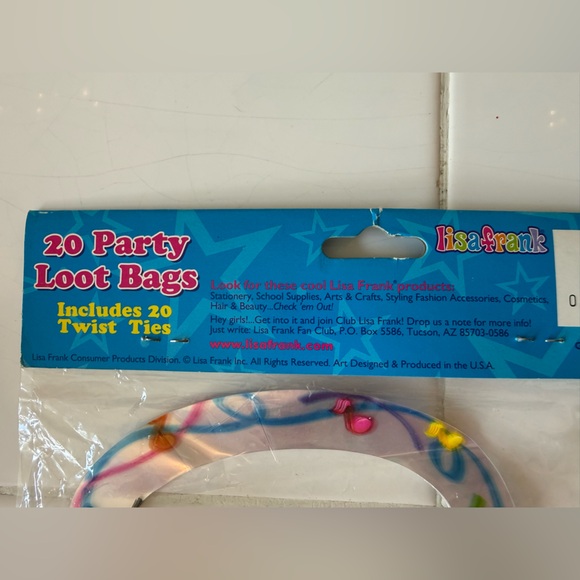 20 Party
Loot Bags
Includes 20
Twist Ties
lisa frank
Look for these cool Lisa Frank products:
Stationery, School Supplies, Arts & Crafts, Styling Fashion Accessories, Cosmetics,
Hair & Beauty...Check 'em Out!
Hey girls!...Get into it and join Club Lisa Frank! Drop us a note for more info!
Just write: Lisa Frank Fan Club, P.O. Box 5586, Tucson, AZ 85703-0586
www.lisafrank.com
Lisa Frank Consumer Products Division. © Lisa Frank Inc. All Rights Reserved. Art Designed & Produced in the U.S.A.
0